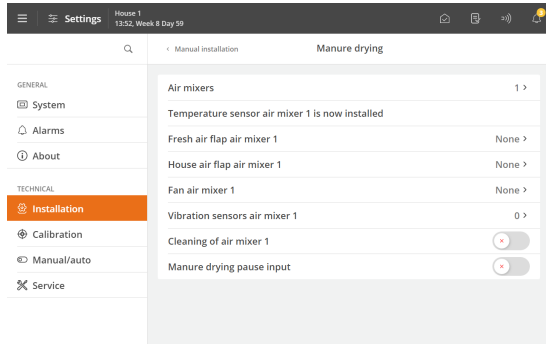 Settings
House 1
13:52, Week 8 Day 59
< Manual installation
Manure drying
GENERAL
System
Alarms
About
TECHNICAL
Installation
Calibration
Manual/auto
Service
Air mixers 1 >
Temperature sensor air mixer 1 is now installed
Fresh air flap air mixer 1 None >
House air flap air mixer 1 None >
Fan air mixer 1 None >
Vibration sensors air mixer 1 0 >
Cleaning of air mixer 1
Manure drying pause input